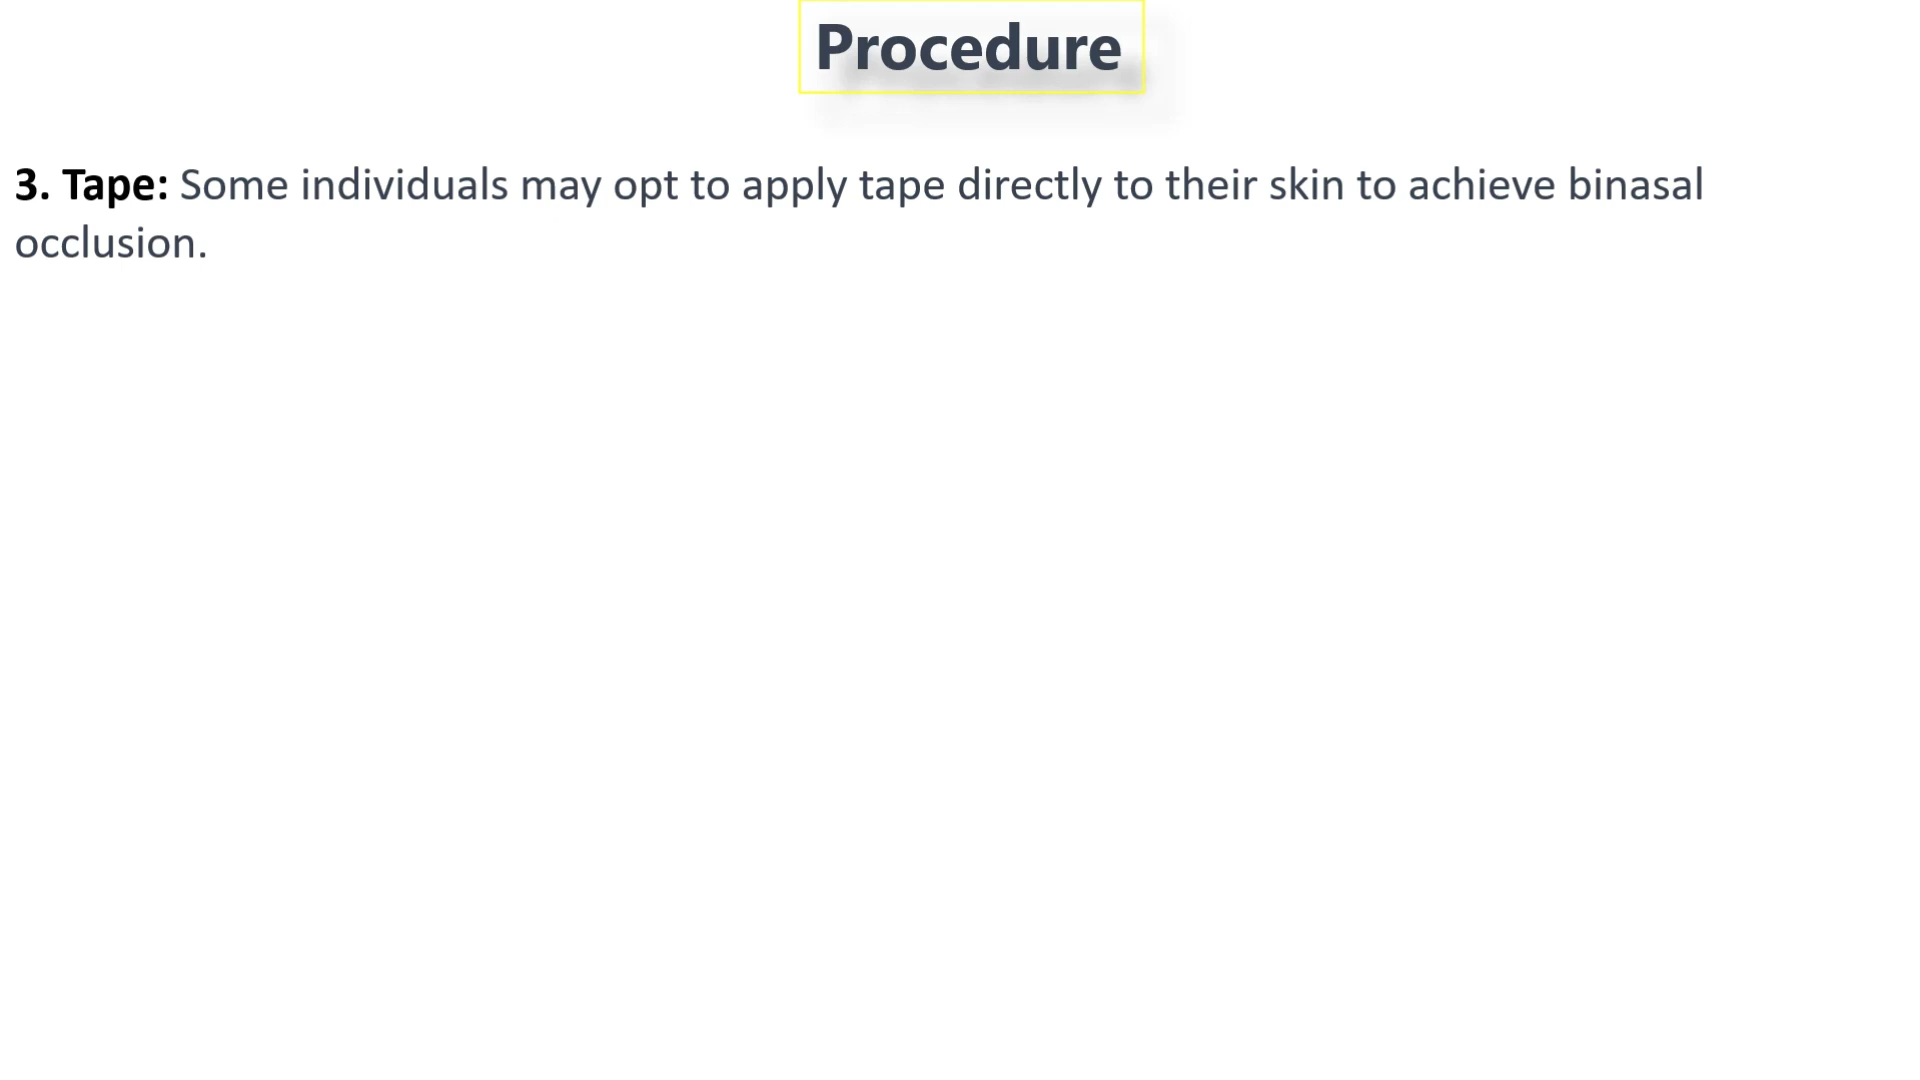 Procedure
3. Tape: Some individuals may opt to apply tape directly to their skin to achieve binasal
occlusion.